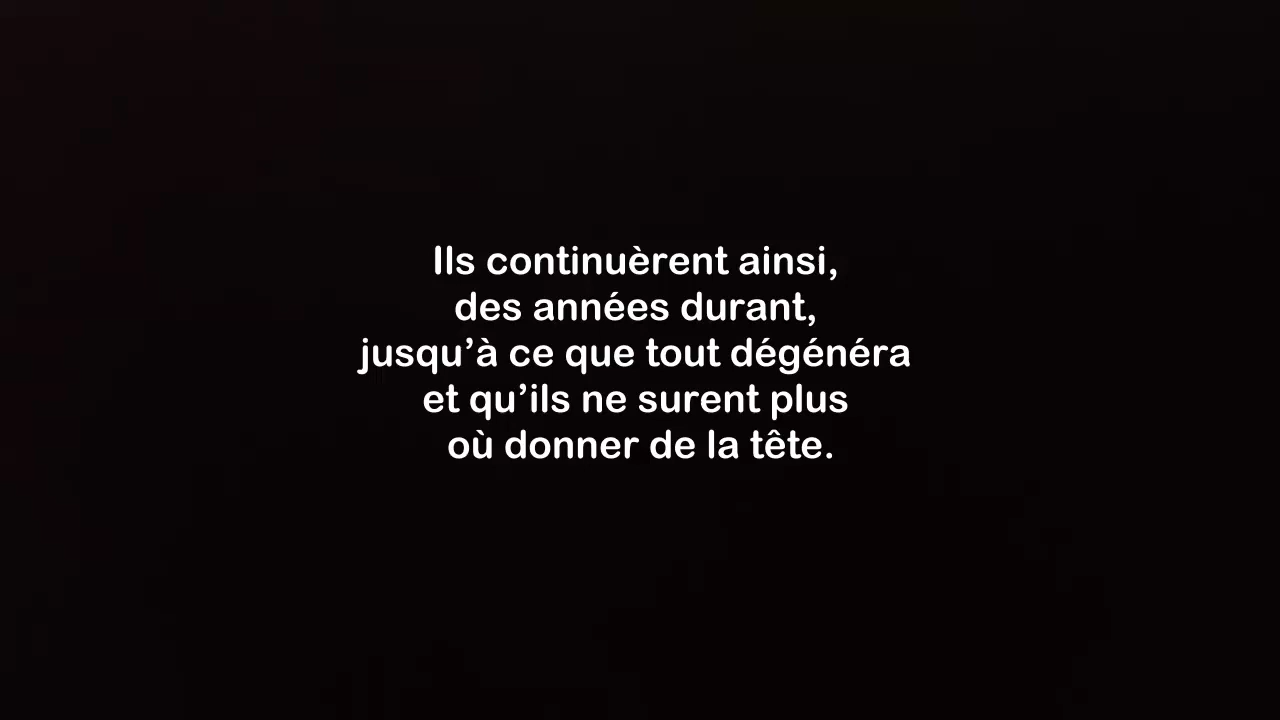 Ils continuèrent ainsi,
des années durant,
jusqu’à ce que tout dégénéra
et qu’ils ne surent plus
où donner de la tête.